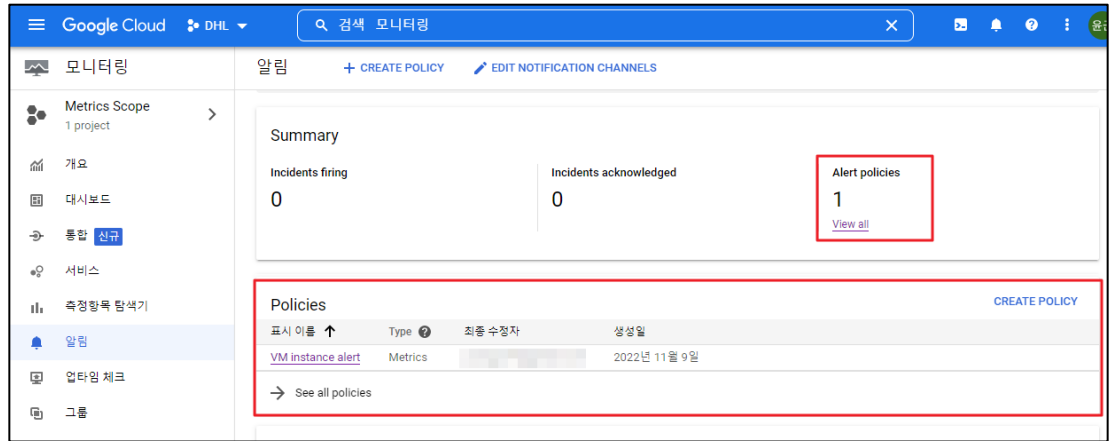 Google Cloud DHL 검색 모니터링 윤
모니터링
알림 CREATE POLICY EDIT NOTIFICATION CHANNELS
Metrics Scope
1 project
개요
대시보드
통합 신규
서비스
측정항목 탐색기
알림
업타임 체크
그룹
Summary
Incidents firing
0
Incidents acknowledged
0
Alert policies
1
View all
Policies CREATE POLICY
표시 이름 Type 최종 수정자 생성일
VM instance alert Metrics 2022년 11월 9일
See all policies